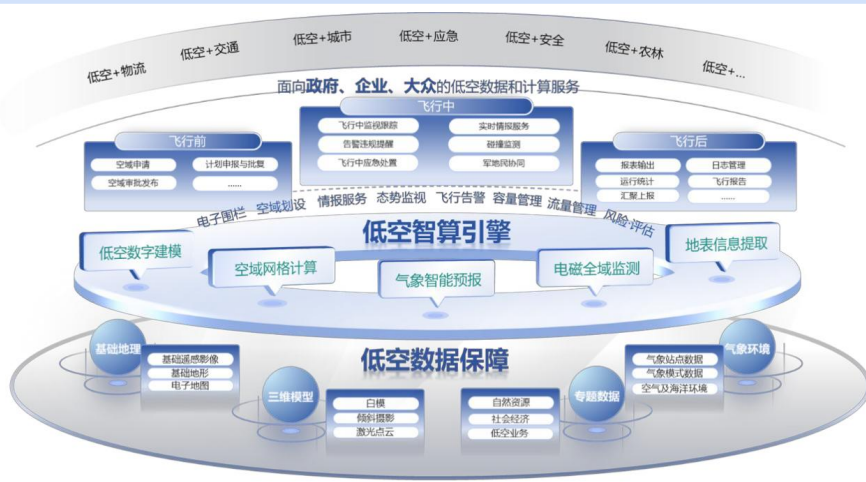 低空+物流
低空+交通
低空+城市
低空+应急
低空+安全
低空+农林
低空+...
面向政府、企业、大众的低空数据和计算服务
飞行前
空域申请
计划申报与批复
空域审批发布
......
飞行中
飞行中监视跟踪
实时情报服务
告警违规提醒
碰撞监测
飞行中应急处置
军地民协同
飞行后
报表输出
日志管理
运行统计
飞行报告
汇聚上报
......
电子围栏
空域划设
情报服务
态势监视
飞行告警
容量管理
流量管理
风险·评估
低空智算引擎
低空数字建模
空域网格计算
气象智能预报
电磁全域监测
地表信息提取
低空数据保障
基础地理
基础遥感影像
基础地形
电子地图
三维模型
白模
倾斜摄影
激光点云
专题数据
自然资源
社会经济
低空业务
气象环境
气象站点数据
气象模式数据
空气及海洋环境